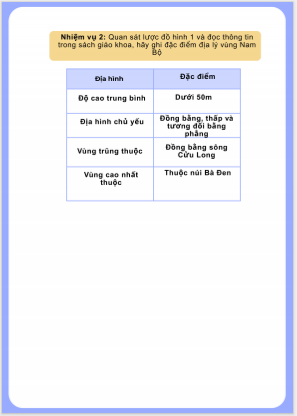 Nhiệm vụ 2: Quan sát lược đồ hình 1 và đọc thông tin
trong sách giáo khoa, hãy ghi đặc điểm địa lý vùng Nam
Bộ
Địa hình
Đặc điểm
Độ cao trung bình
Dưới 50m
Địa hình chủ yếu
Đồng bằng, thấp và
tương đối bằng
phẳng
Vùng trũng thuộc
Đồng bằng sông
Cửu Long
Vùng cao nhất
thuộc
Thuộc núi Bà Đen